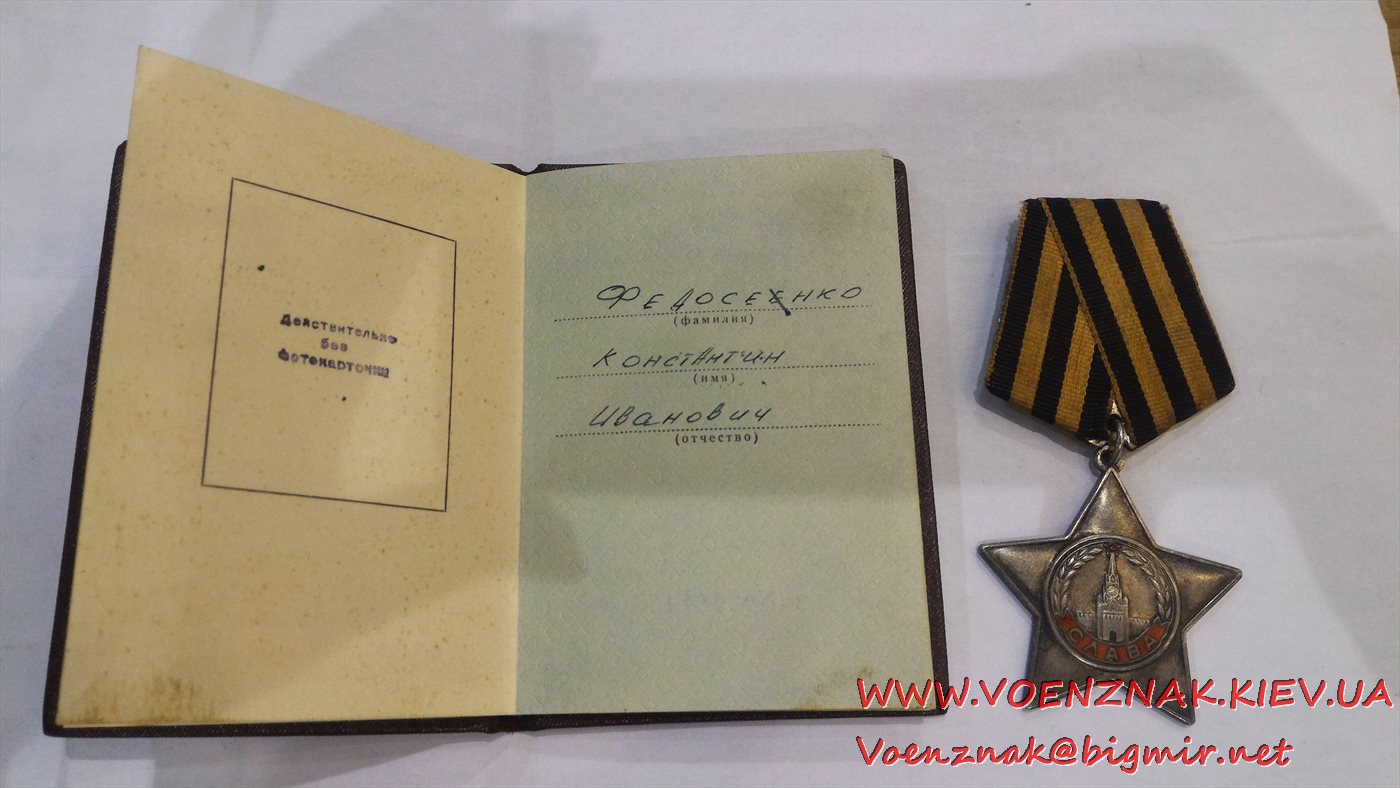 Действительно
без
фотокарточки
Федосеенко
(фамилия)
Константин
(имя)
Иванович
(отчество)
СЛАВА
WWW.VOENZNAK.KIEV.UA
Voenznak@bigmir.net